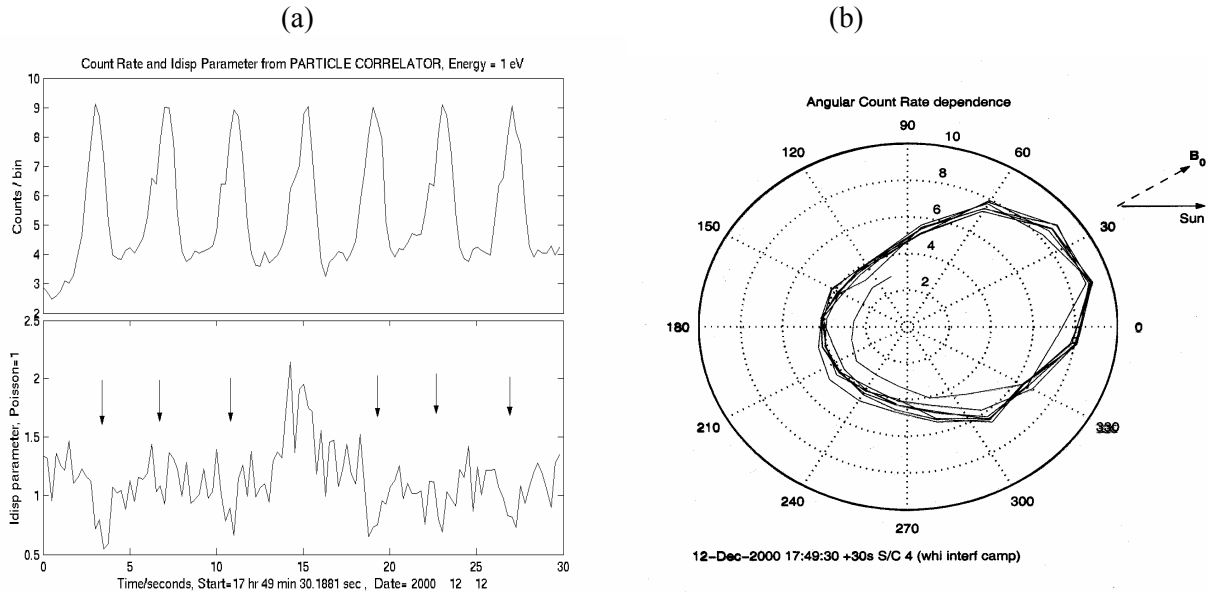 (a)
Count Rate and Idisp Parameter from PARTICLE CORRELATOR, Energy = 1 eV
10
9
8
7
6
5
4
3
2
Counts / bin
2.5
2
1.5
1
0.5
Idisp parameter, Poisson=1
0 5 10 15 20 25 30
Time/seconds, Start=17 hr 49 min 30.1881 sec , Date= 2000 12 12
(b)
Angular Count Rate dependence
90
10
120 60
8
B0
6
150 30
Sun
4
2
180 0
210 330
240 300
270
12-Dec-2000 17:49:30 +30s S/C 4 (whi interf camp)